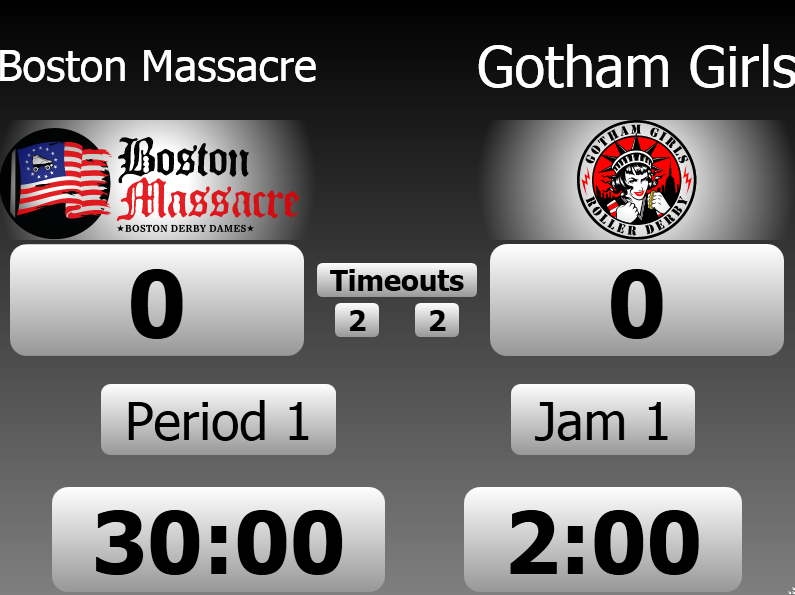 Boston Massacre
Gotham Girls
Boston
Massacre
★BOSTON DERBY DAMES★
GOTHAM GIRLS
ROLLER DERBY
0
Timeouts
2 2
0
Period 1
Jam 1
30:00
2:00